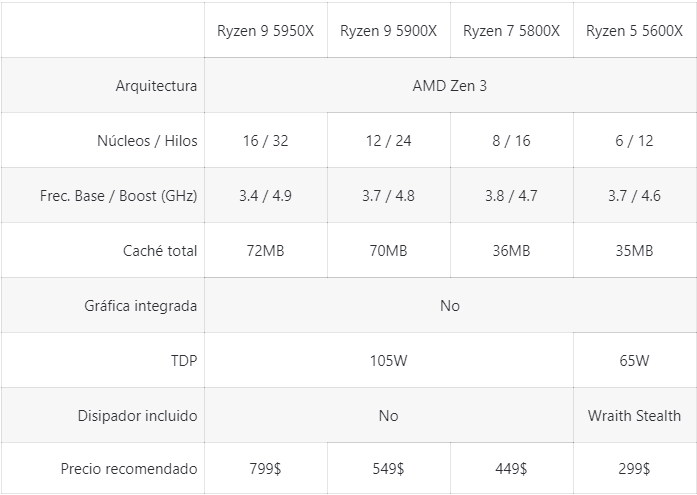 Ryzen 9 5950X Ryzen 9 5900X Ryzen 7 5800X Ryzen 5 5600X
Arquitectura AMD Zen 3
Núcleos / Hilos 16 / 32 12 / 24 8 / 16 6 / 12
Frec. Base / Boost (GHz) 3.4 / 4.9 3.7 / 4.8 3.8 / 4.7 3.7 / 4.6
Caché total 72MB 70MB 36MB 35MB
Gráfica integrada No
TDP 105W 65W
Disipador incluido No Wraith Stealth
Precio recomendado 799$ 549$ 449$ 299$